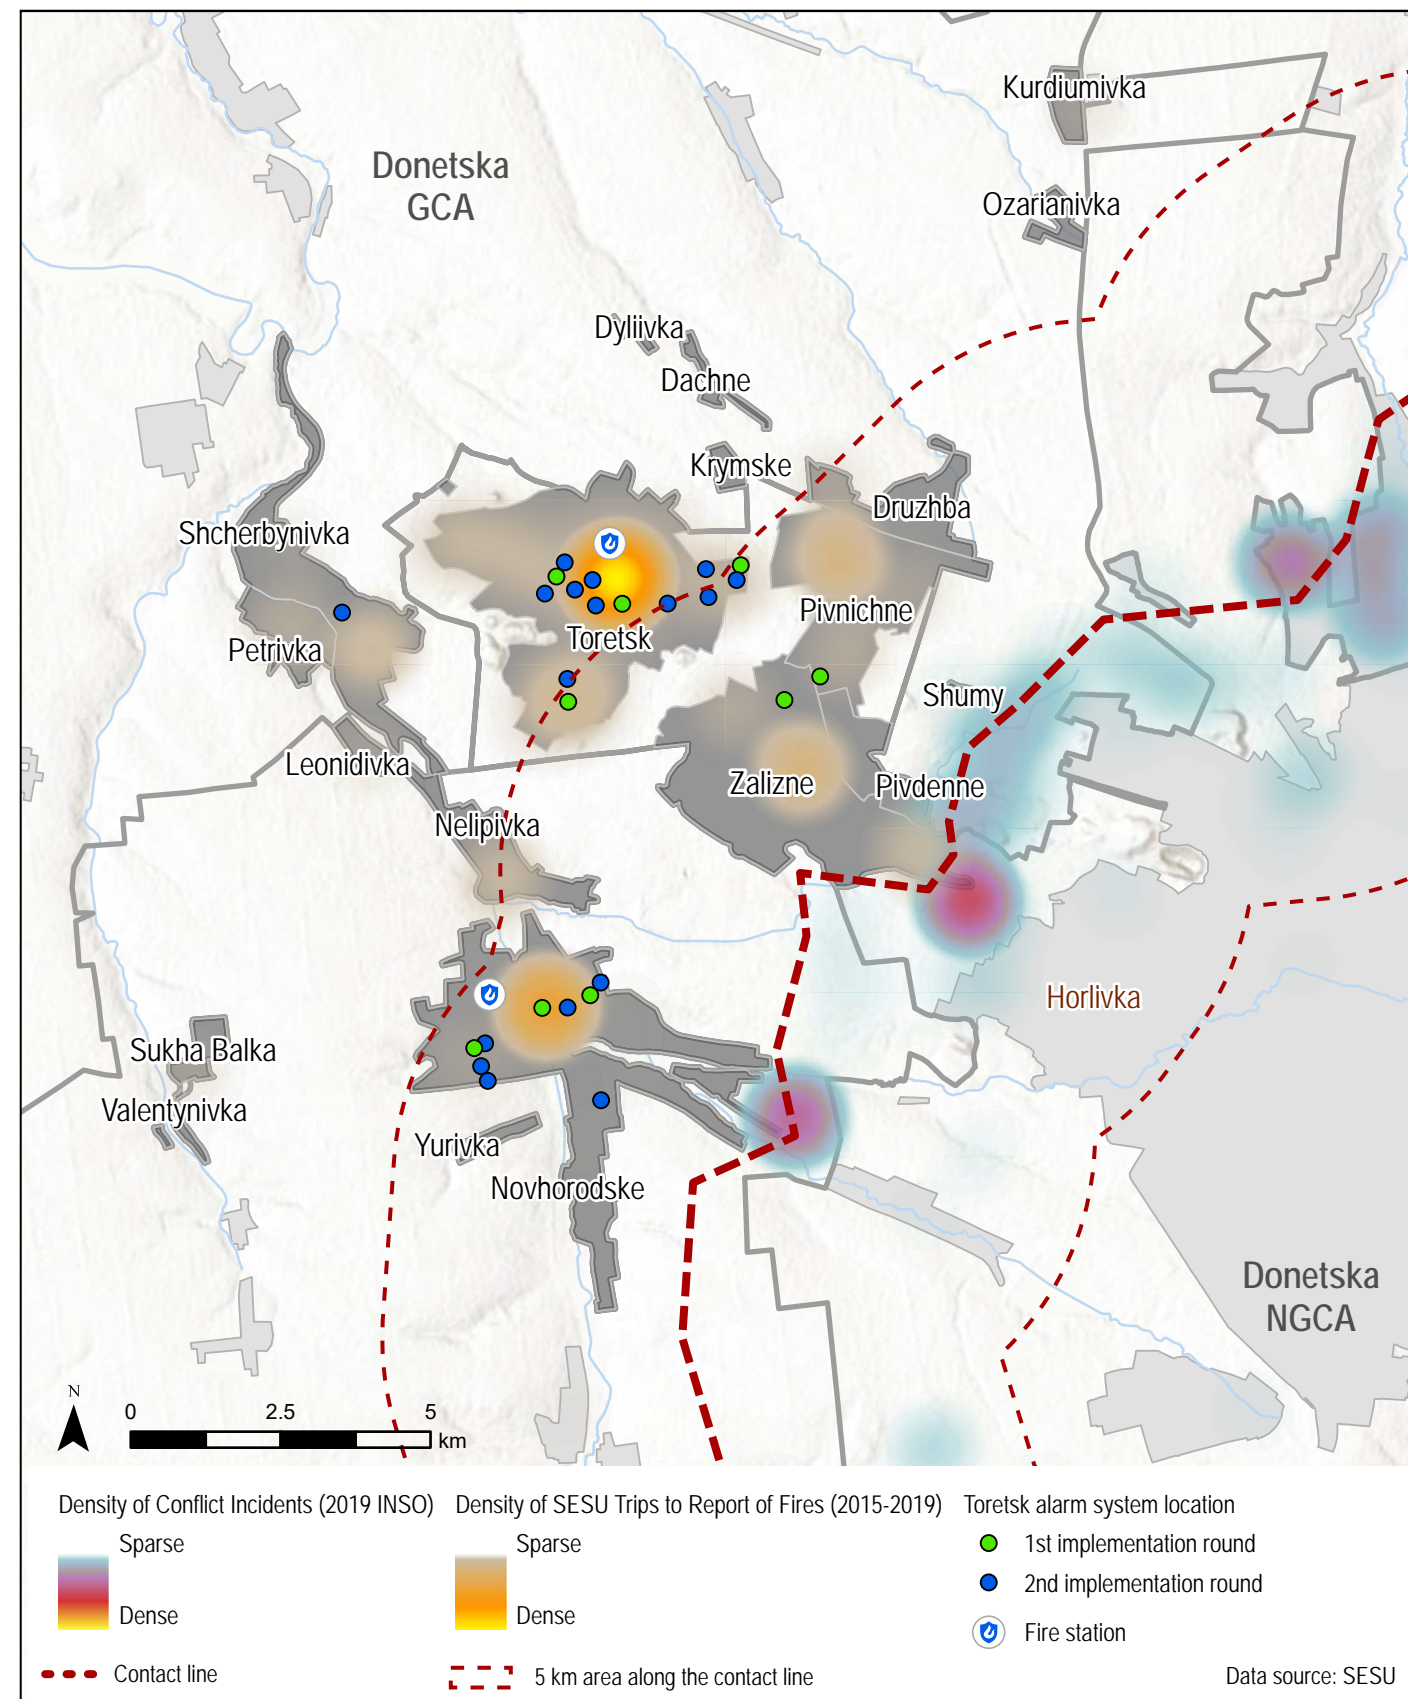 Kurdiumivka
Donetska
GCA
Ozarianivka
Dyliivka
Dachne
Krymske
Druzhba
Shcherbynivka
Pivnichne
Toretsk
Petrivka
Shumy
Leonidivka
Zalizne
Pivdenne
Nelipivka
Horlivka
Sukha Balka
Valentynivka
Yurivka
Novhorodske
Donetska
NGCA
N
0 2.5 5
km
Density of Conflict Incidents (2019 INSO)
Sparse
Dense
Contact line
Density of SESU Trips to Report of Fires (2015-2019)
Sparse
Dense
5 km area along the contact line
Toretsk alarm system location
1st implementation round
2nd implementation round
Fire station
Data source: SESU